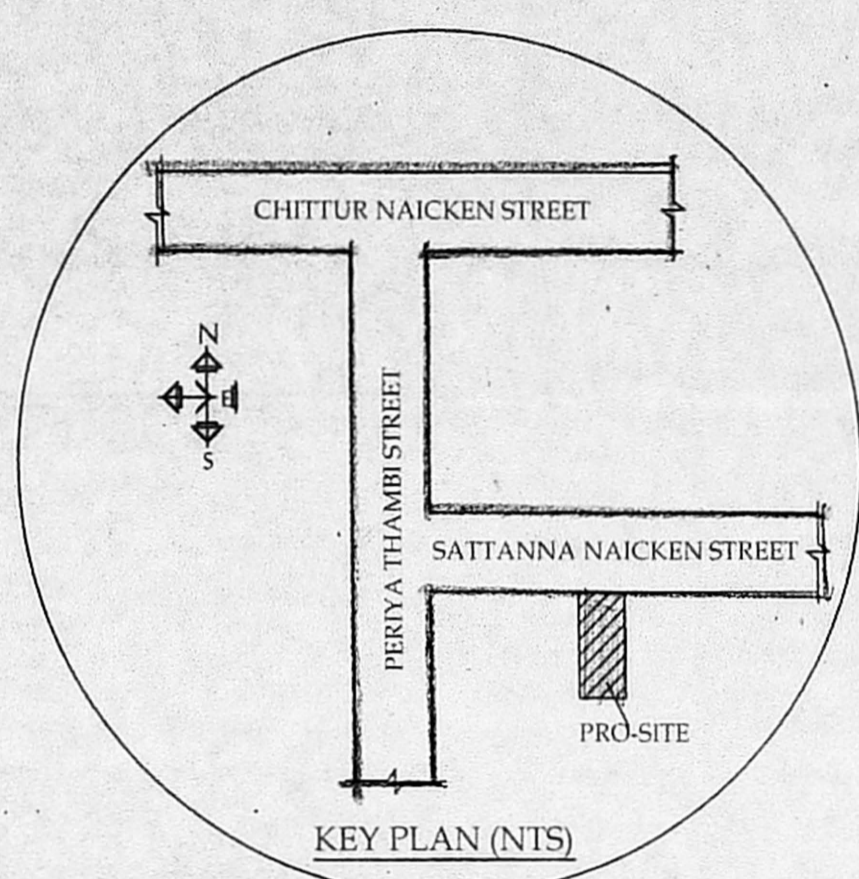 CHITTUR NAICKEN STREET
N
E
S
PERIYA THAMBI STREET
SATTANNA NAICKEN STREET
PRO-SITE
KEY PLAN (NTS)